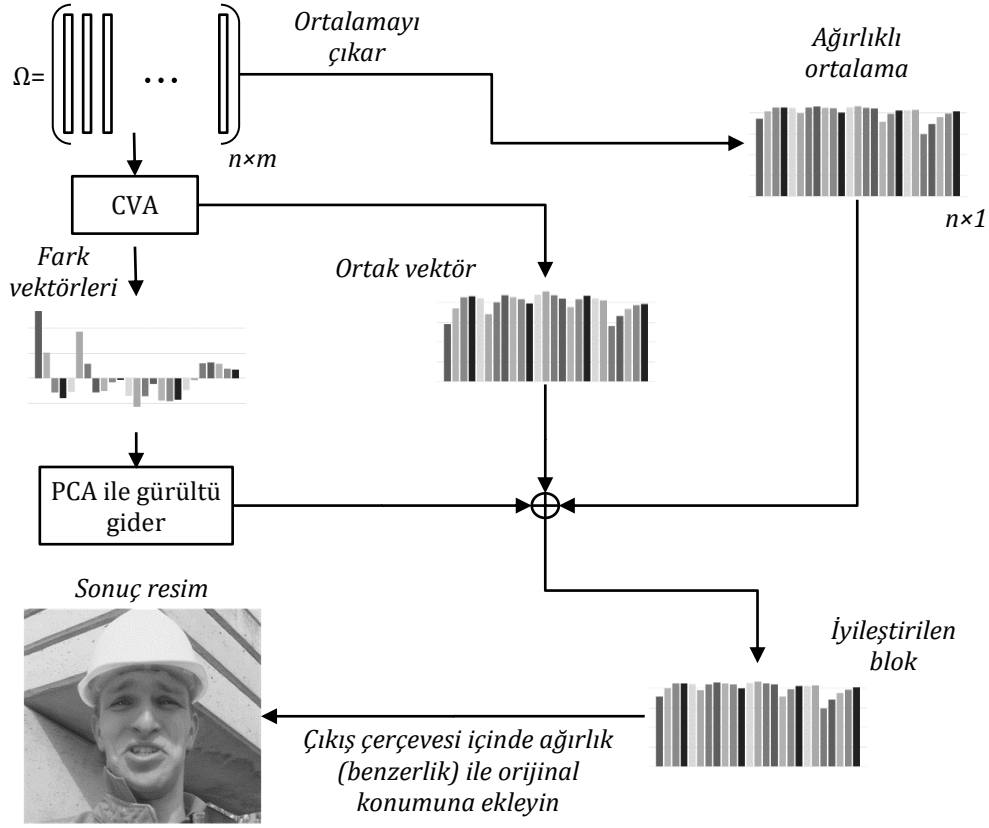 Ortalamayı
çıkar
Ağırlıklı
ortalama
Ω=
...
n×m
n×1
CVA
Fark
vektörleri
Ortak vektör
PCA ile gürültü
gider
Sonuç resim
İyileştirilen
blok
Çıkış çerçevesi içinde ağırlık
(benzerlik) ile orijinal
konumuna ekleyin